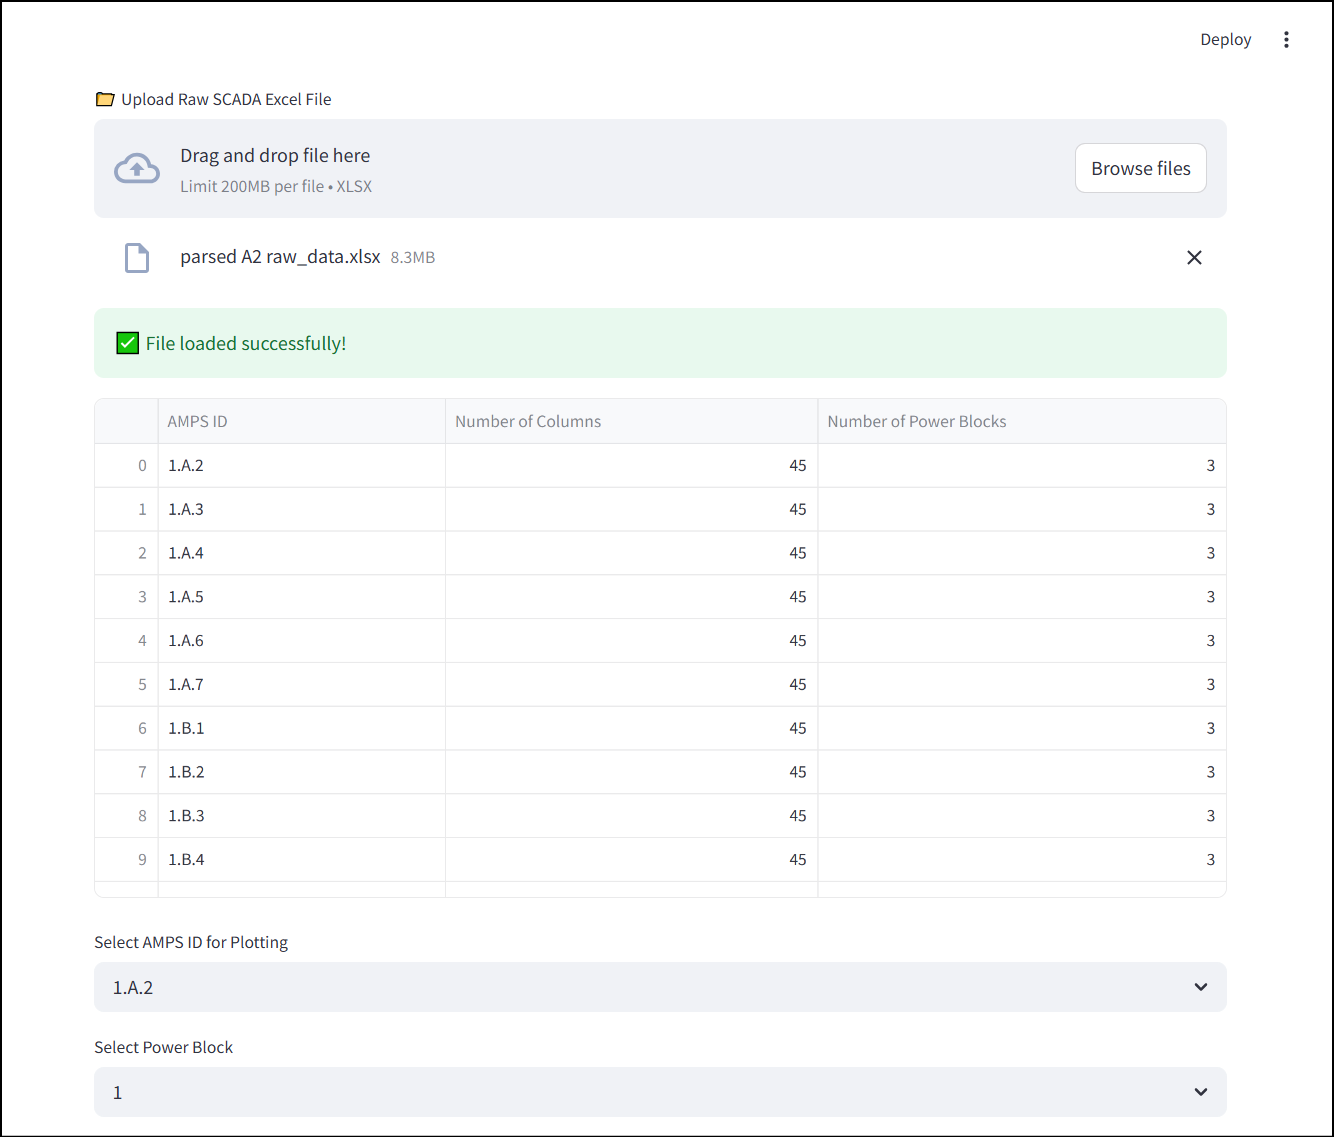 Deploy
Upload Raw SCADA Excel File
Drag and drop file here
Limit 200MB per file • XLSX
Browse files
parsed A2 raw_data.xlsx 8.3MB
File loaded successfully!
AMPS ID Number of Columns Number of Power Blocks
0 1.A.2 45 3
1 1.A.3 45 3
2 1.A.4 45 3
3 1.A.5 45 3
4 1.A.6 45 3
5 1.A.7 45 3
6 1.B.1 45 3
7 1.B.2 45 3
8 1.B.3 45 3
9 1.B.4 45 3
Select AMPS ID for Plotting
1.A.2
Select Power Block
1